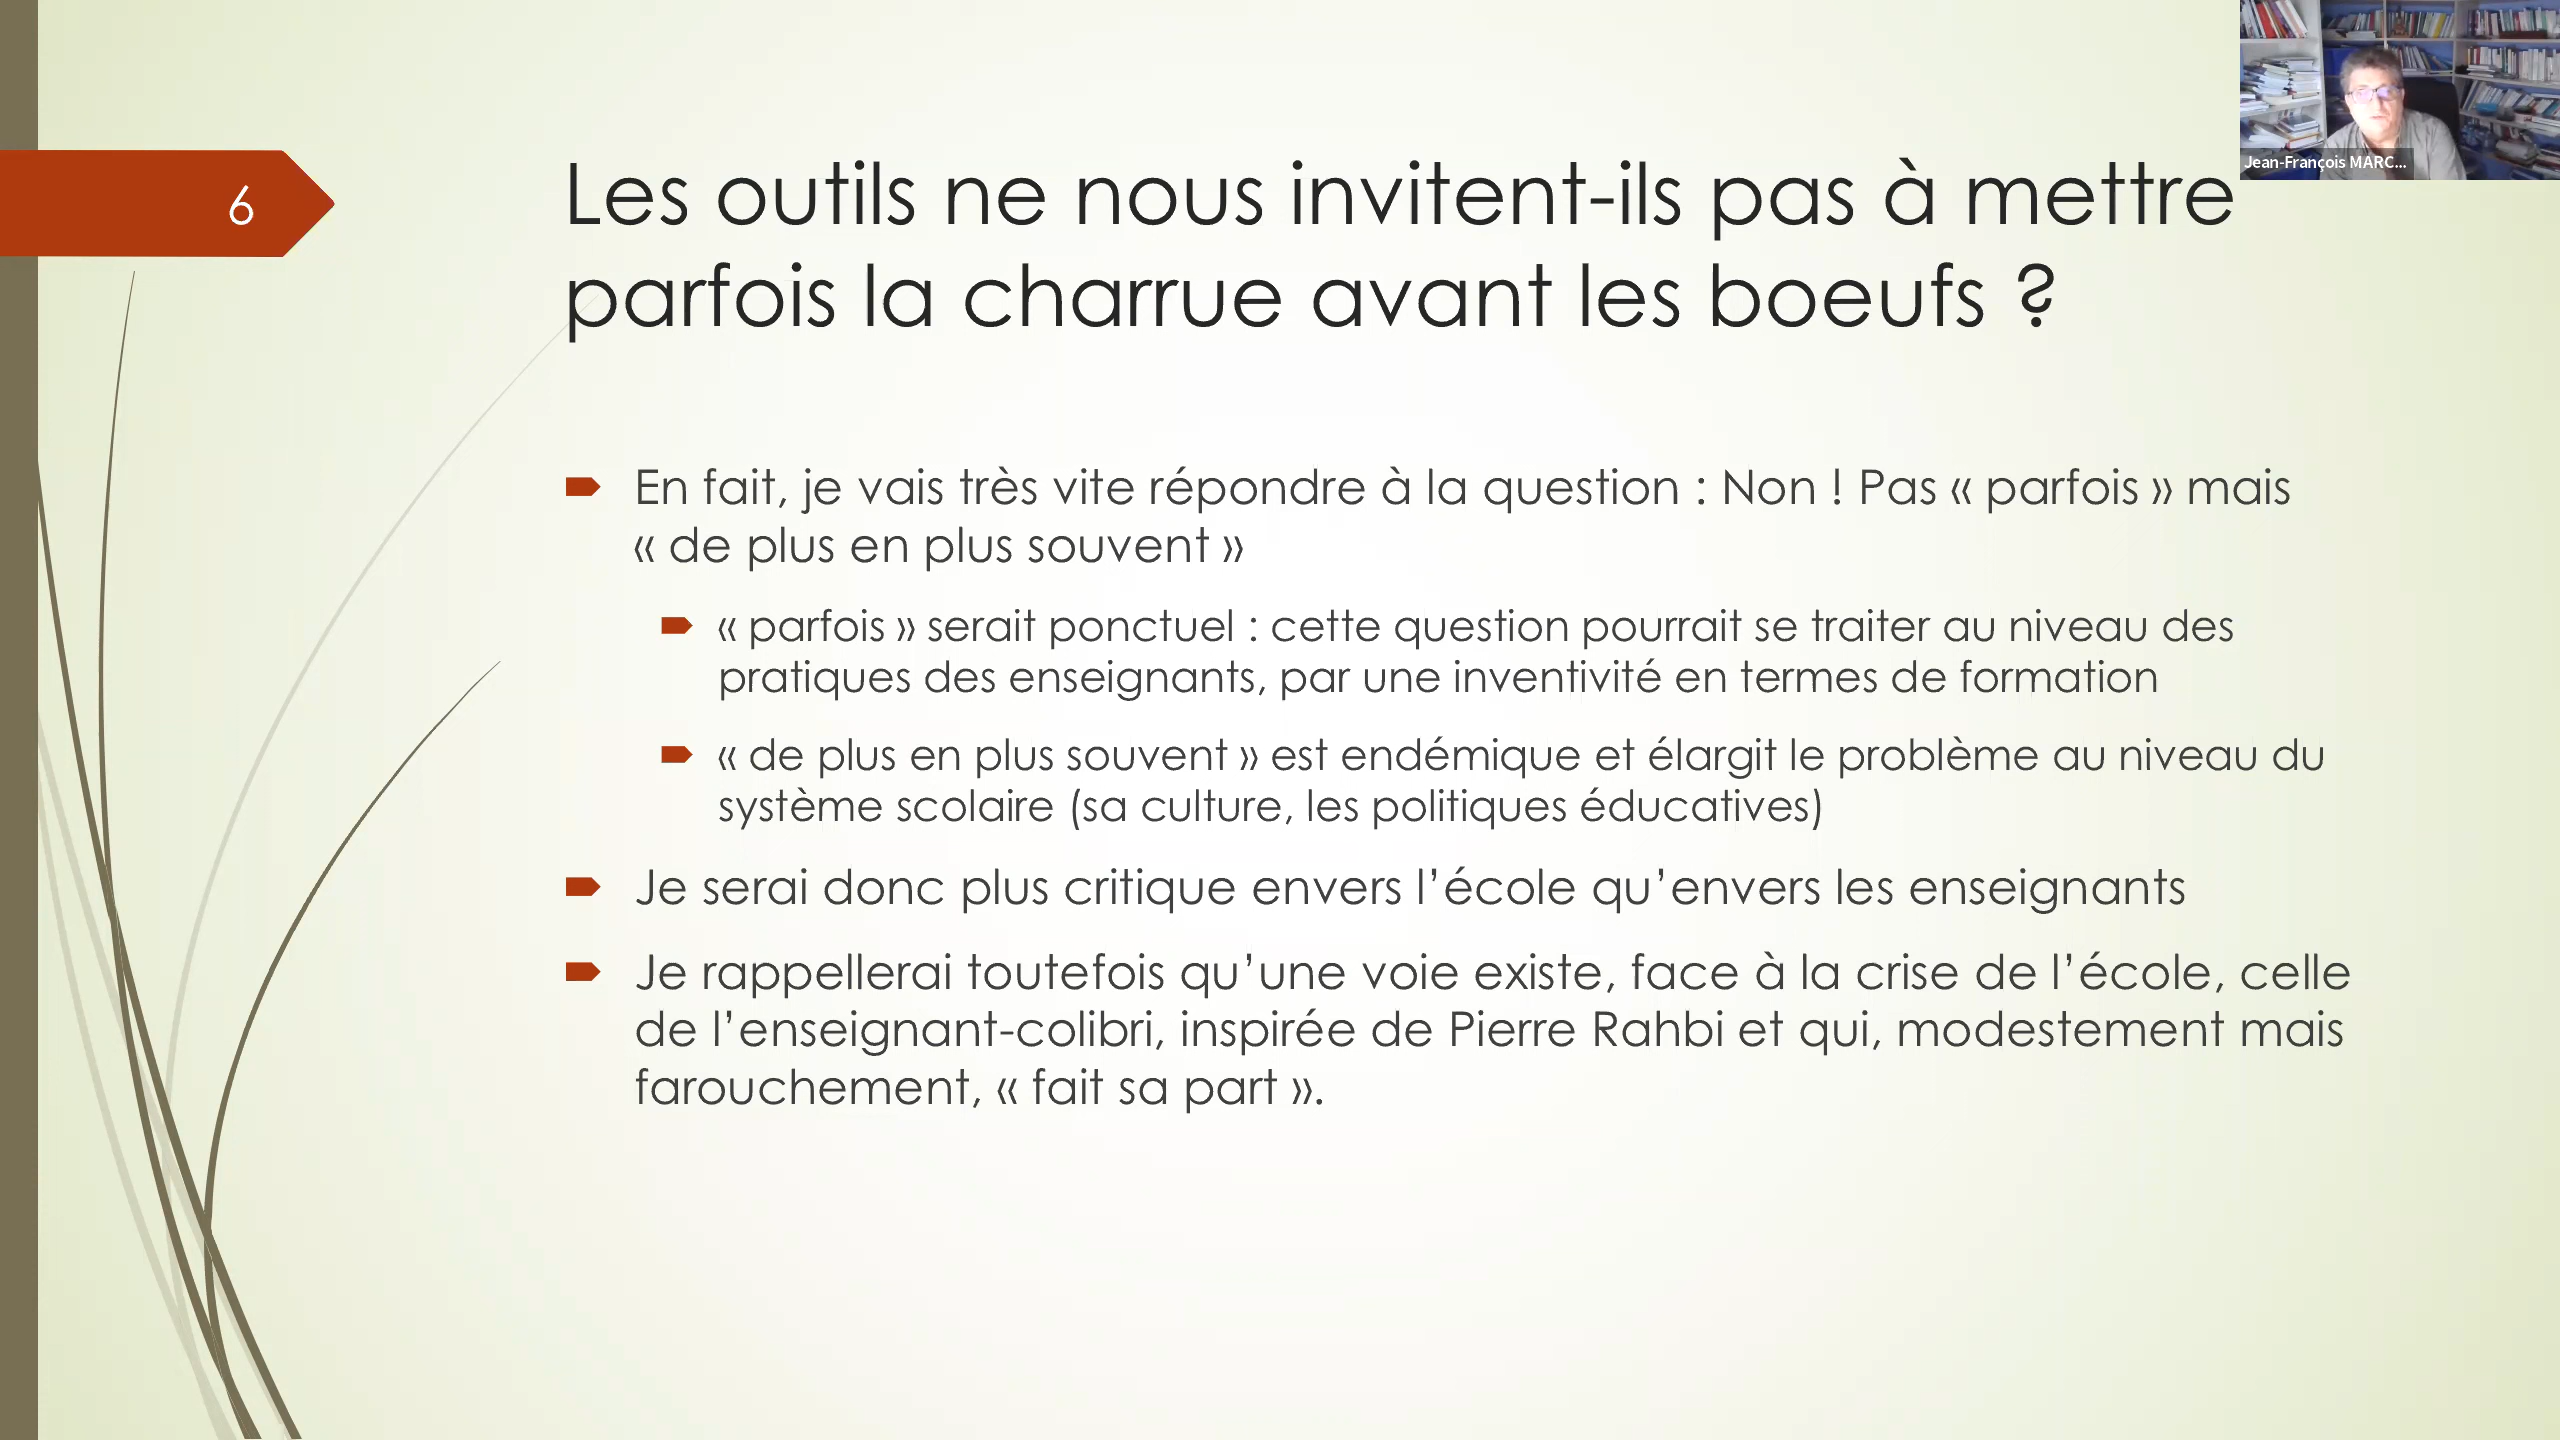 Jean-François MARC...
6
Les outils ne nous invitent-ils pas à mettre
parfois la charrue avant les boeufs ?
En fait, je vais très vite répondre à la question : Non ! Pas « parfois » mais
« de plus en plus souvent »
« parfois » serait ponctuel : cette question pourrait se traiter au niveau des
pratiques des enseignants, par une inventivité en termes de formation
« de plus en plus souvent » est endémique et élargit le problème au niveau du
système scolaire (sa culture, les politiques éducatives)
Je serai donc plus critique envers l’école qu’envers les enseignants
Je rappellerai toutefois qu’une voie existe, face à la crise de l’école, celle
de l’enseignant-colibri, inspirée de Pierre Rahbi et qui, modestement mais
farouchement, « fait sa part ».